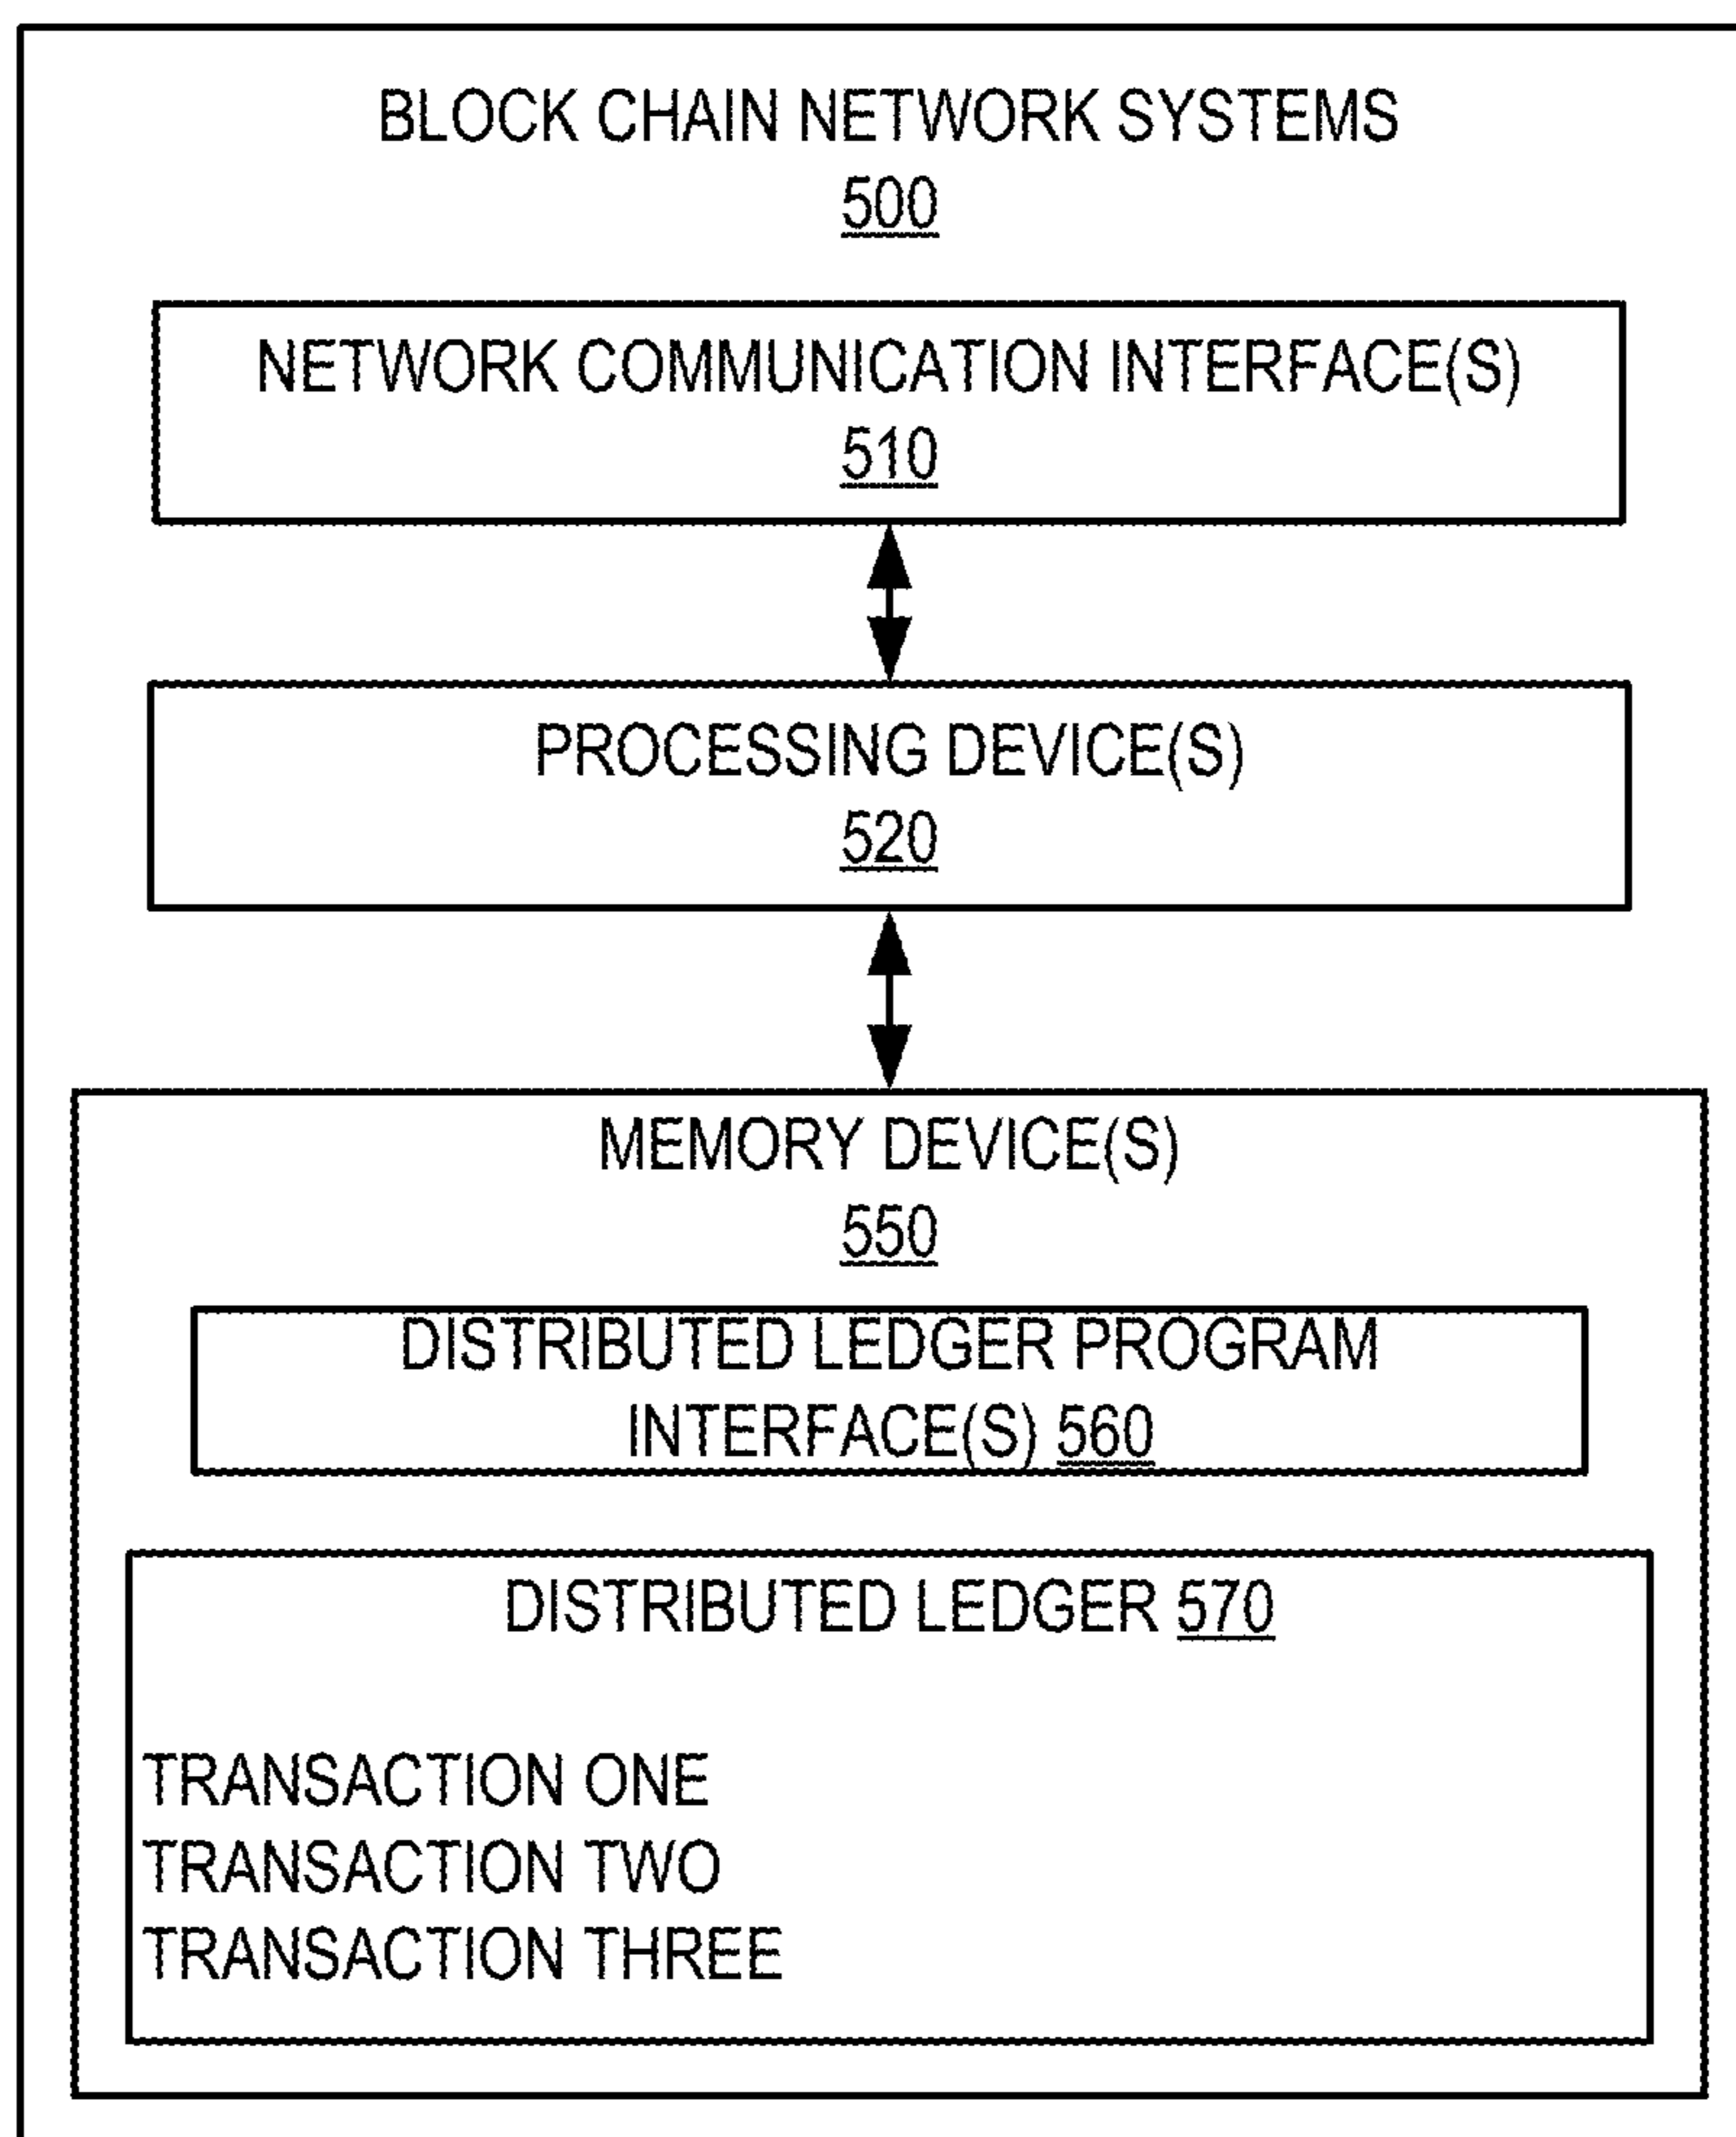 BLOCK CHAIN NETWORK SYSTEMS
500
NETWORK COMMUNICATION INTERFACE(S)
510
PROCESSING DEVICE(S)
520
MEMORY DEVICE(S)
550
DISTRIBUTED LEDGER PROGRAM
INTERFACE(S) 560
DISTRIBUTED LEDGER 570
TRANSACTION ONE
TRANSACTION TWO
TRANSACTION THREE